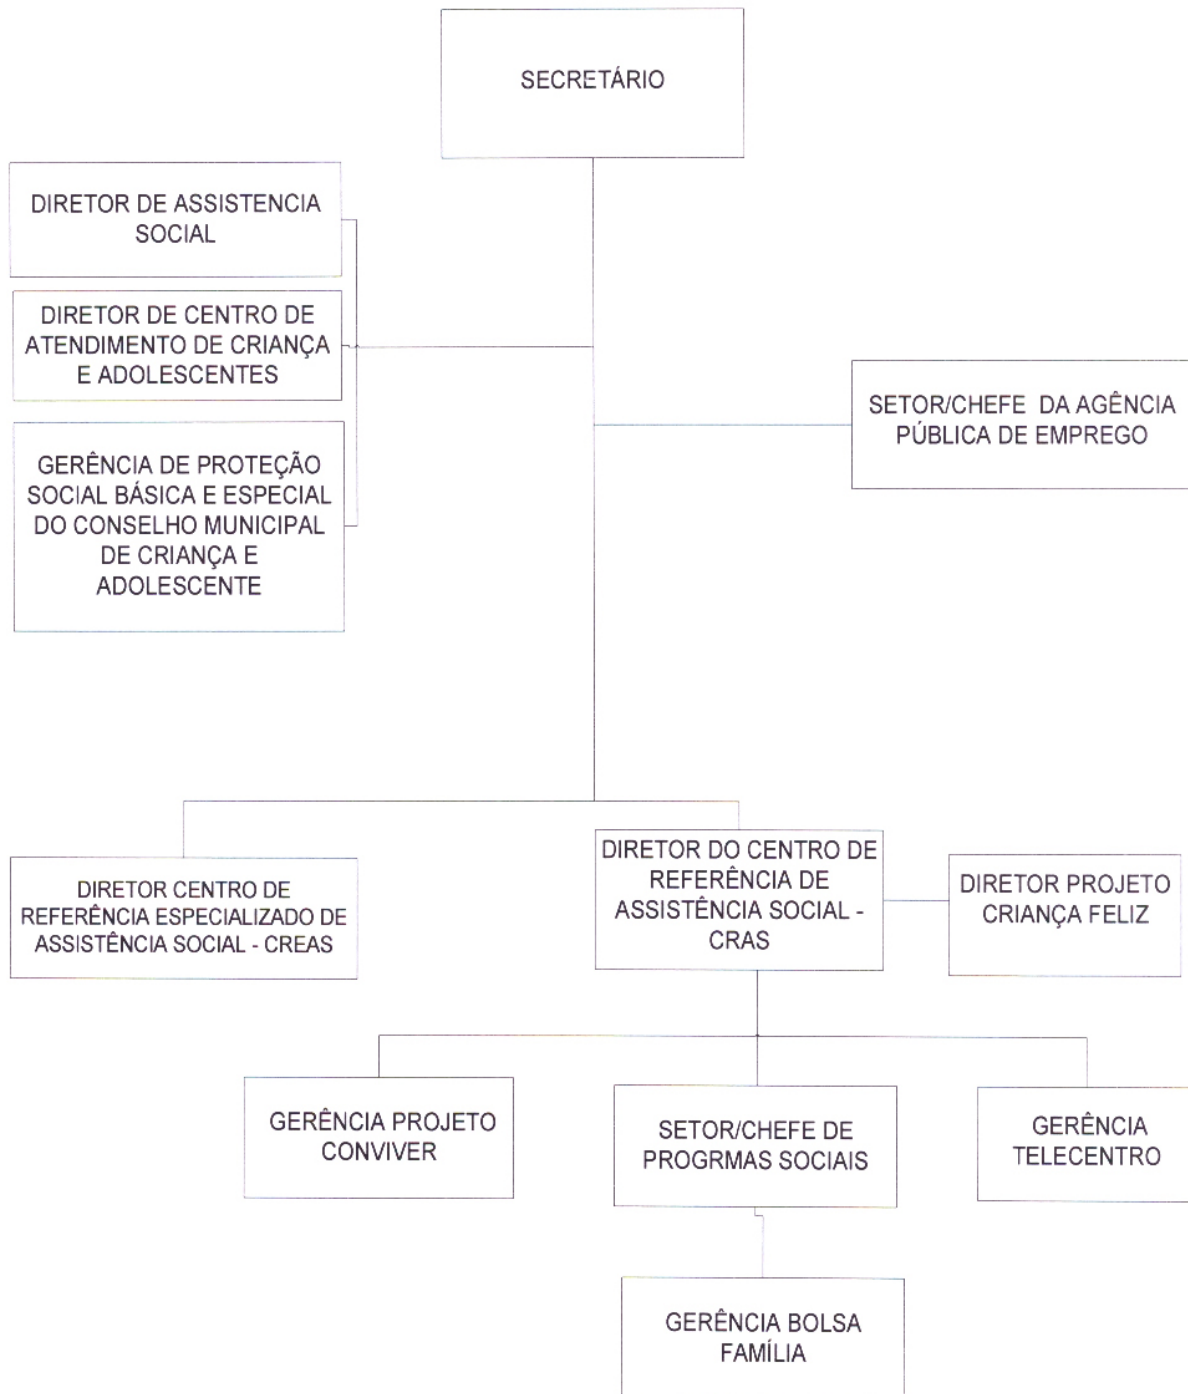 SECRETÁRIO
DIRETOR DE ASSISTENCIA
SOCIAL
DIRETOR DE CENTRO DE
ATENDIMENTO DE CRIANÇA
E ADOLESCENTES
SETOR/CHEFE DA AGÊNCIA
PÚBLICA DE EMPREGO
GERÊNCIA DE PROTEÇÃO
SOCIAL BÁSICA E ESPECIAL
DO CONSELHO MUNICIPAL
DE CRIANÇA E
ADOLESCENTE
DIRETOR CENTRO DE
REFERÊNCIA ESPECIALIZADO DE
ASSISTÊNCIA SOCIAL - CREAS
DIRETOR DO CENTRO DE
REFERÊNCIA DE
ASSISTÊNCIA SOCIAL -
CRAS
DIRETOR PROJETO
CRIANÇA FELIZ
GERÊNCIA PROJETO
CONVIVER
SETOR/CHEFE DE
PROGRMAS SOCIAIS
GERÊNCIA
TELECENTRO
GERÊNCIA BOLSA
FAMÍLIA